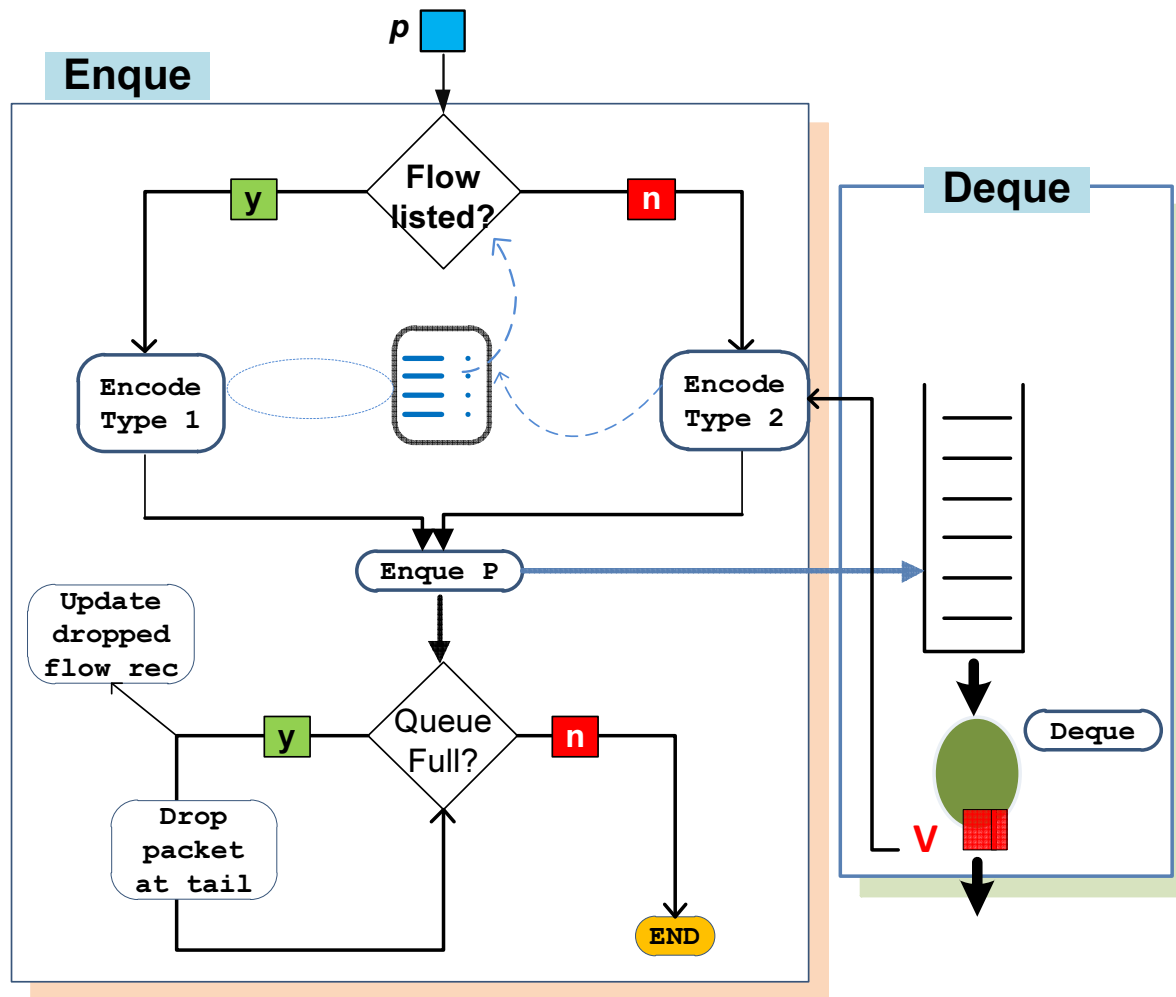 p
Enque
Flow
listed?
y
n
Deque
Encode
Type 1
Encode
Type 2
Enque P
Update
dropped
flow rec
Queue
Full?
y
n
Deque
Drop
packet
at tail
V
END